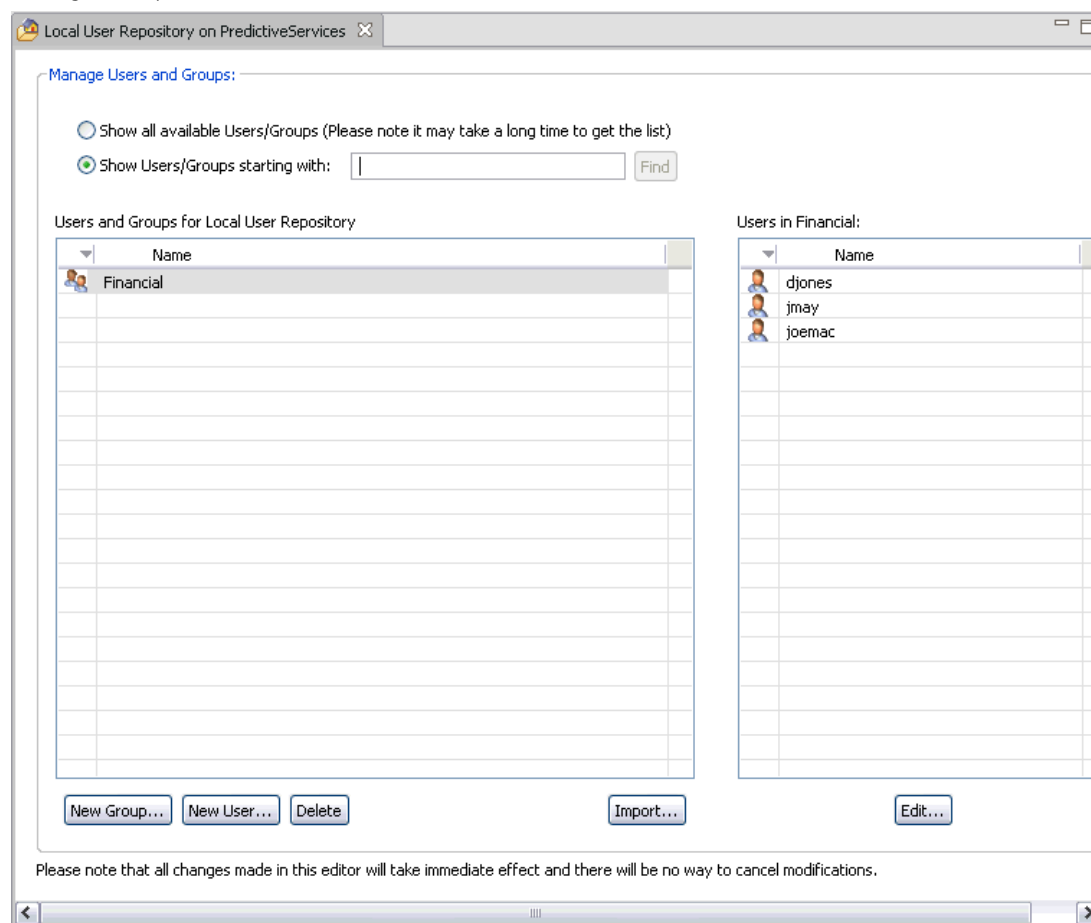 Local User Repository on PredictiveServices
Manage Users and Groups:
Show all available Users/Groups (Please note it may take a long time to get the list)
Show Users/Groups starting with:
Find
Users and Groups for Local User Repository
Users in Financial:
Name
Name
Financial
djones
jmay
joemac
New Group...
New User...
Delete
Import...
Edit...
Please note that all changes made in this editor will take immediate effect and there will be no way to cancel modifications.